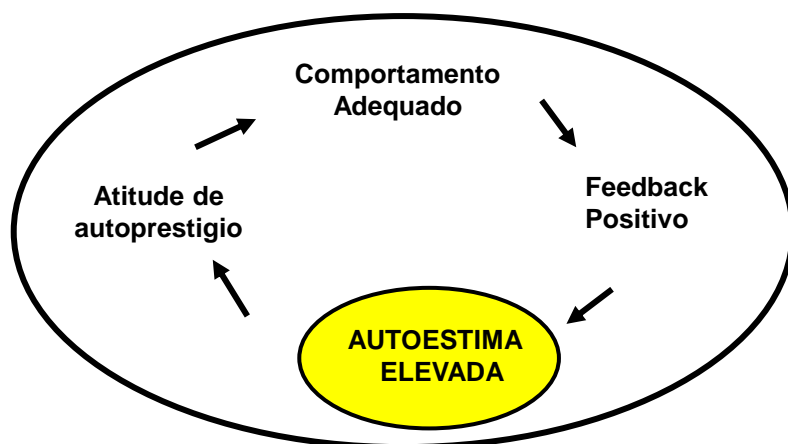 Comportamento
Adequado
Feedback
Positivo
Atitude de
autoprestigio
AUTOESTIMA
ELEVADA